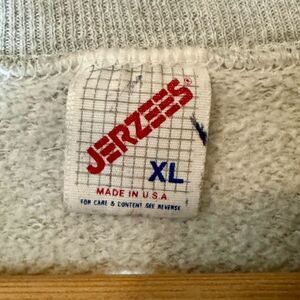 JERZEES®
XL
MADE IN U.S.A
FOR CARE & CONTENT SEE REVERSE